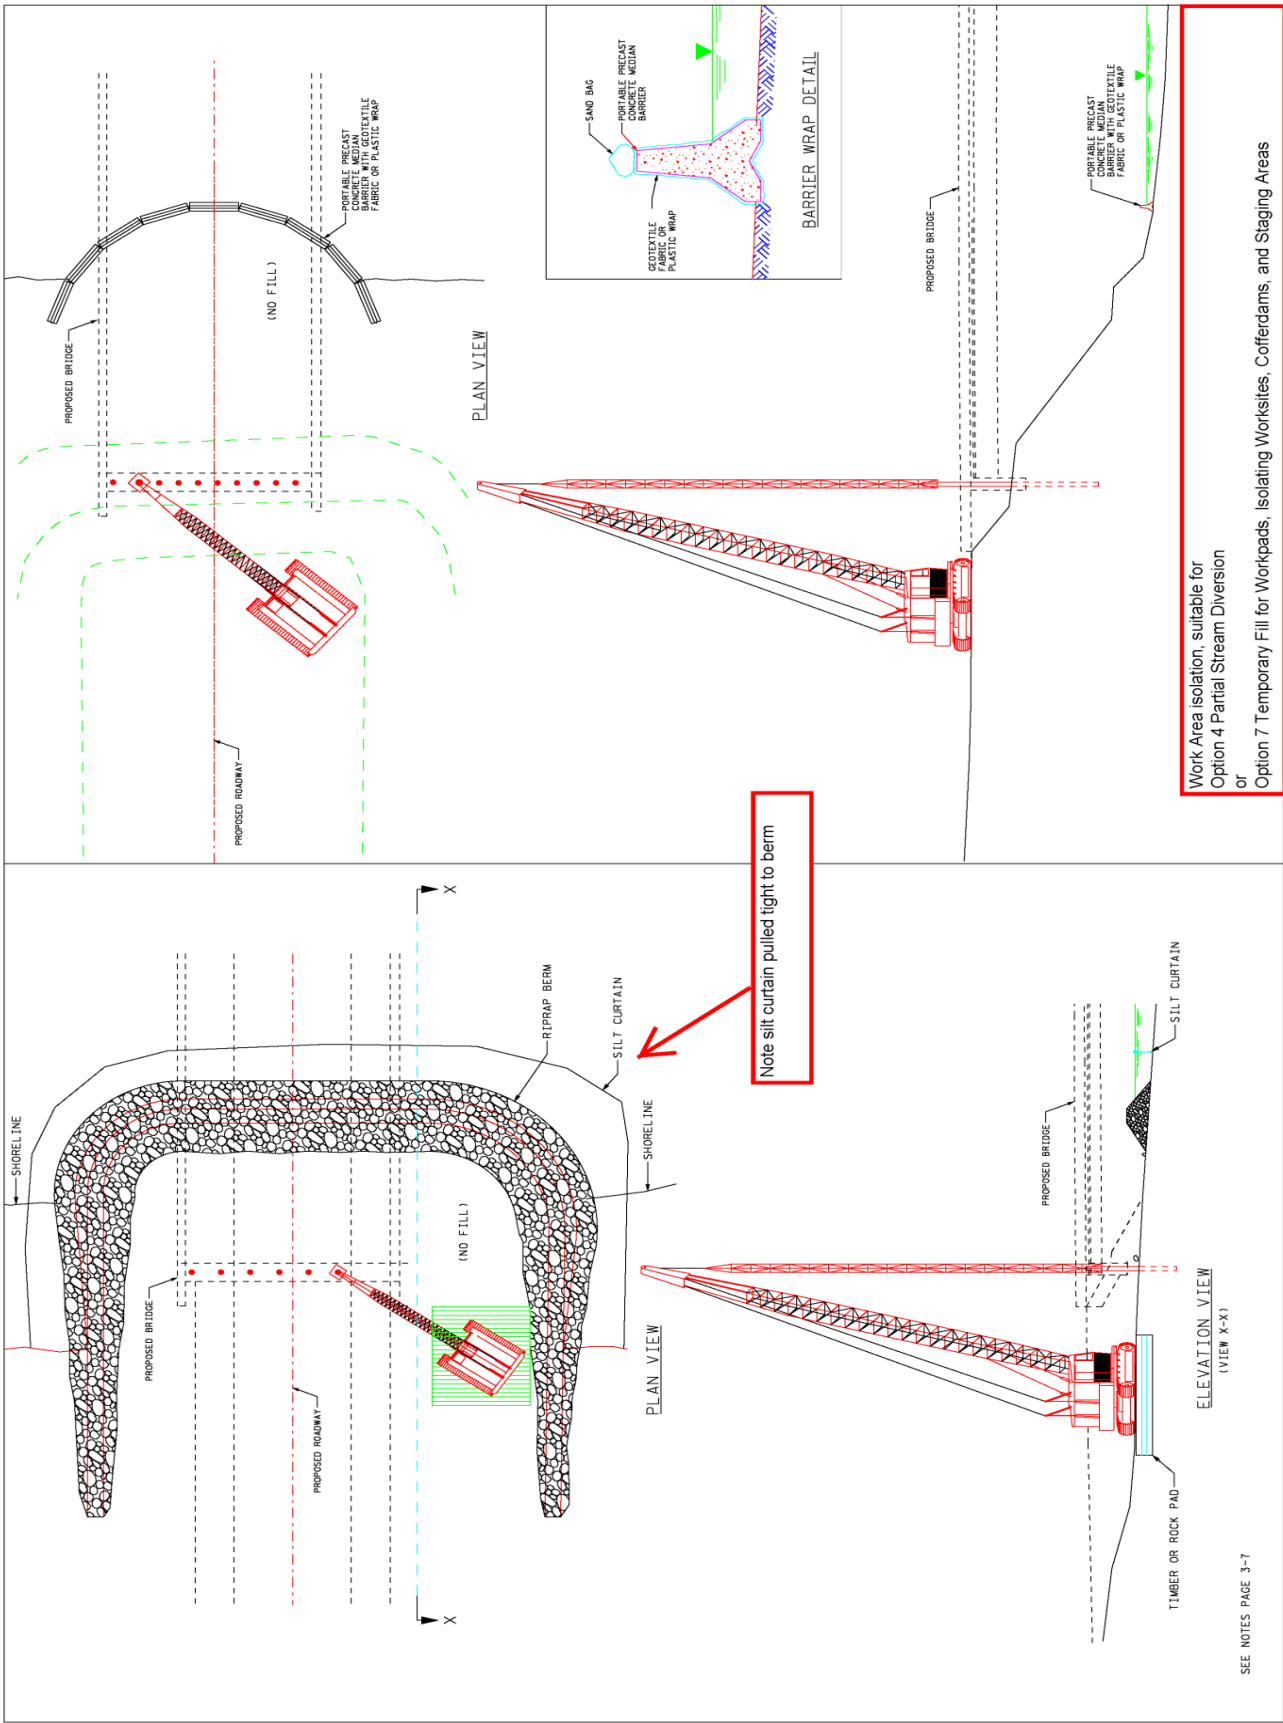 SHORELINE
PROPOSED BRIDGE
PROPOSED ROADWAY
(NO FILL)
RIPRAP BERM
SILT CURTAIN
SHORELINE
X
X
PLAN VIEW
Note silt curtain pulled tight to berm
PROPOSED BRIDGE
SILT CURTAIN
TIMBER OR ROCK PAD
ELEVATION VIEW
(VIEW X-X)
SEE NOTES PAGE 3-7
PROPOSED BRIDGE
PROPOSED ROADWAY
(NO FILL)
PORTABLE PRECAST
CONCRETE MEDIAN
BARRIER WITH GEOTEXTILE
FABRIC OR PLASTIC WRAP
PLAN VIEW
SAND BAG
PORTABLE PRECAST
CONCRETE MEDIAN
BARRIER
GEOTEXTILE
FABRIC OR
PLASTIC WRAP
BARRIER WRAP DETAIL
PROPOSED BRIDGE
PORTABLE PRECAST
CONCRETE MEDIAN
BARRIER WITH GEOTEXTILE
FABRIC OR PLASTIC WRAP
Work Area isolation, suitable for
Option 4 Partial Stream Diversion
or
Option 7 Temporary Fill for Workpads, Isolating Worksites, Cofferdams, and Staging Areas